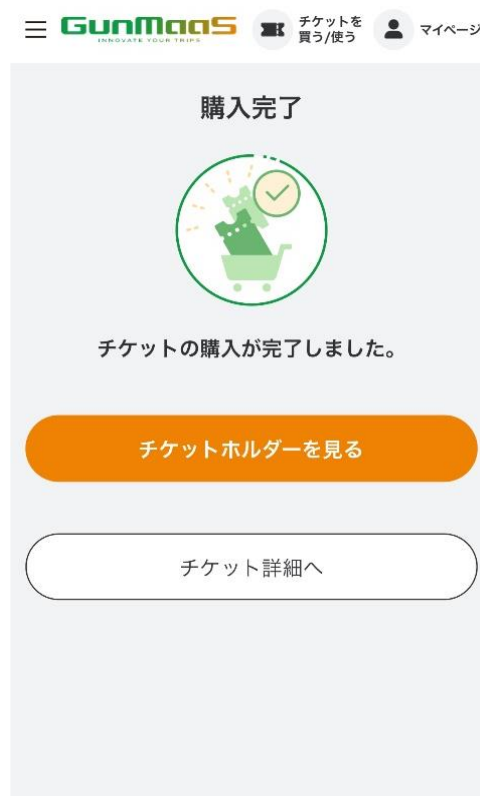 GunMaaS
INNOVATE YOUR TRIPS
チケットを
買う/使う
マイページ
購入完了
チケットの購入が完了しました。
チケットホルダーを見る
チケット詳細へ